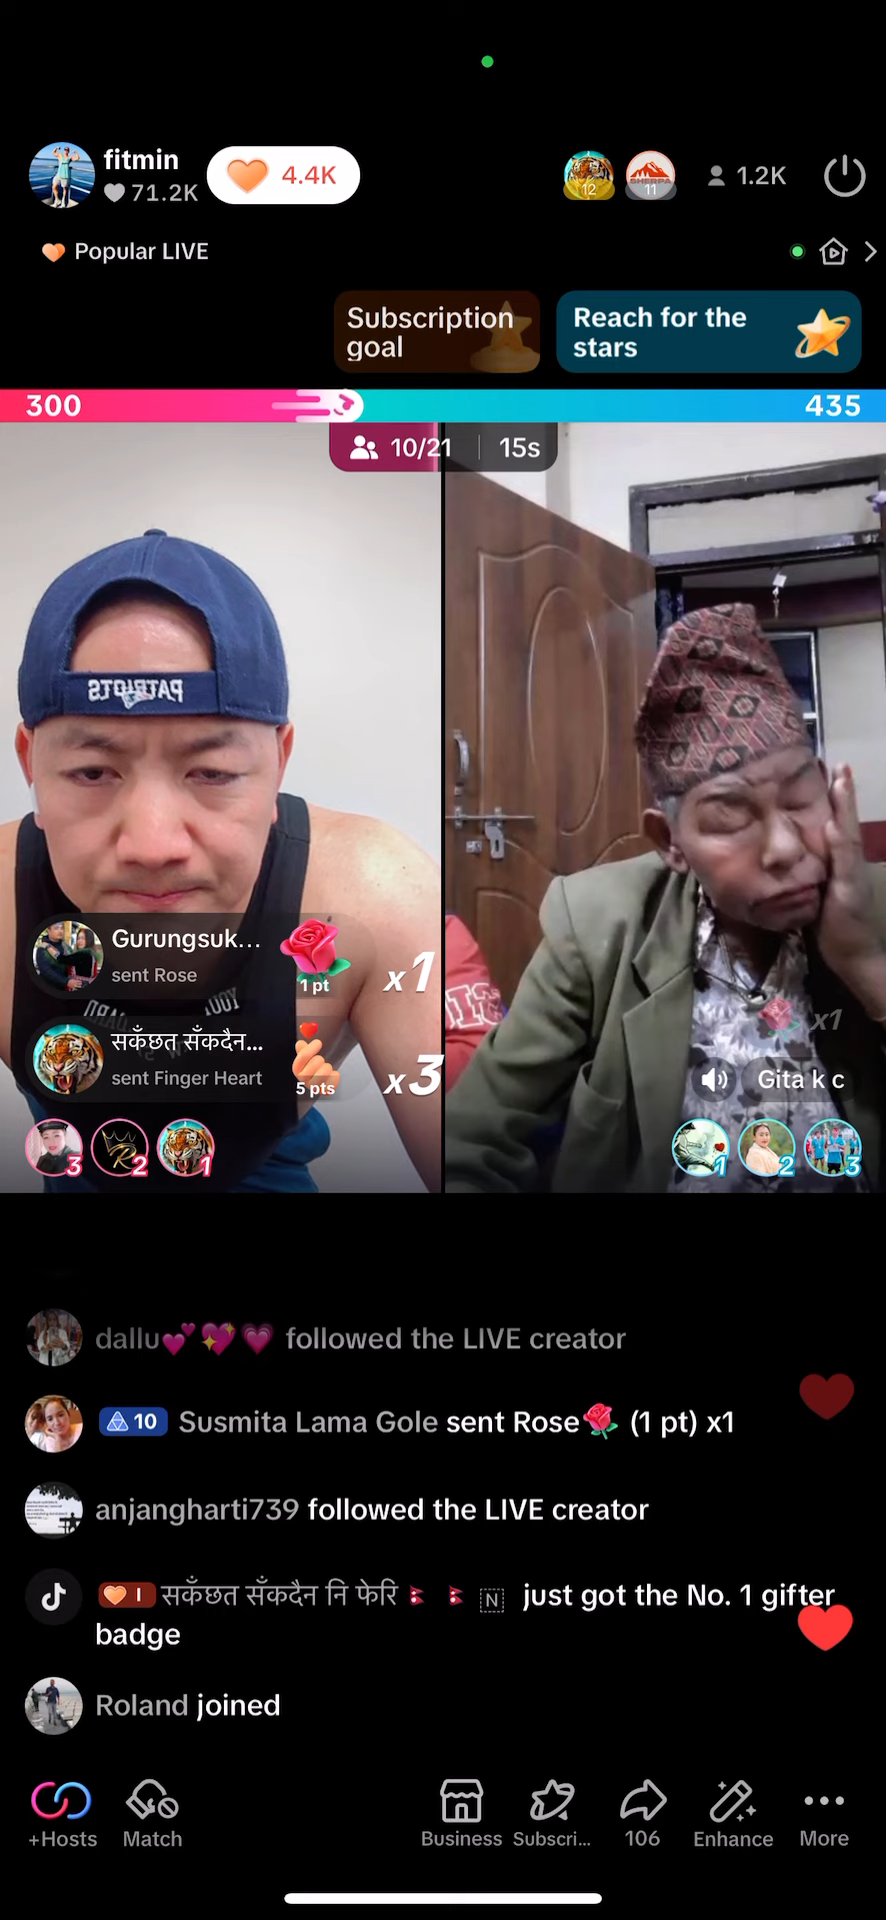 fitmin
71.2K
4.4K
12
SHERPA
11
1.2K
Popular LIVE
Subscription
goal
Reach for the
stars
300
435
10/21
15s
PATRIOTS
Gurungsuk...
sent Rose
1 pt
x1
सकँछत सँकदैन...
sent Finger Heart
5 pts
x3
x1
Gita k c
3
R
2
1
1
2
3
dallu💕💖💗 followed the LIVE creator
10 Susmita Lama Gole sent Rose🌹 (1 pt) x1
anjangharti739 followed the LIVE creator
I सकँछत सँकदैन नि फेरि 🇳🇵 🇳🇵 🇳 just got the No. 1 gifter
badge
Roland joined
+Hosts
Match
Business
Subscri...
106
Enhance
More